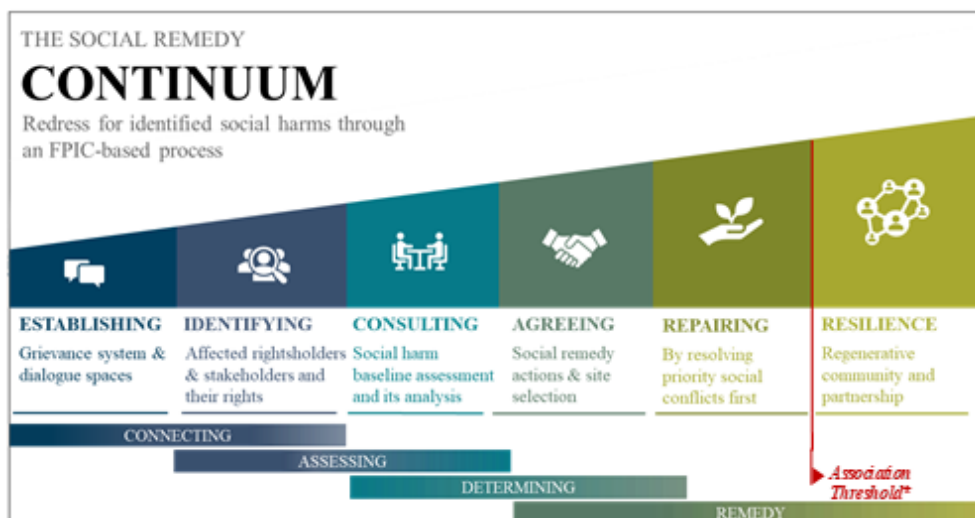 THE SOCIAL REMEDY
CONTINUUM
Redress for identified social harms through
an FPIC-based process
ESTABLISHING
Grievance system &
dialogue spaces
IDENTIFYING
Affected rightsholders
& stakeholders and
their rights
CONSULTING
Social harm
baseline assessment
and its analysis
AGREEING
Social remedy
actions & site
selection
REPAIRING
By resolving
priority social
conflicts first
RESILIENCE
Regenerative
community and
partnership
CONNECTING
ASSESSING
DETERMINING
REMEDY
Association
Threshold*